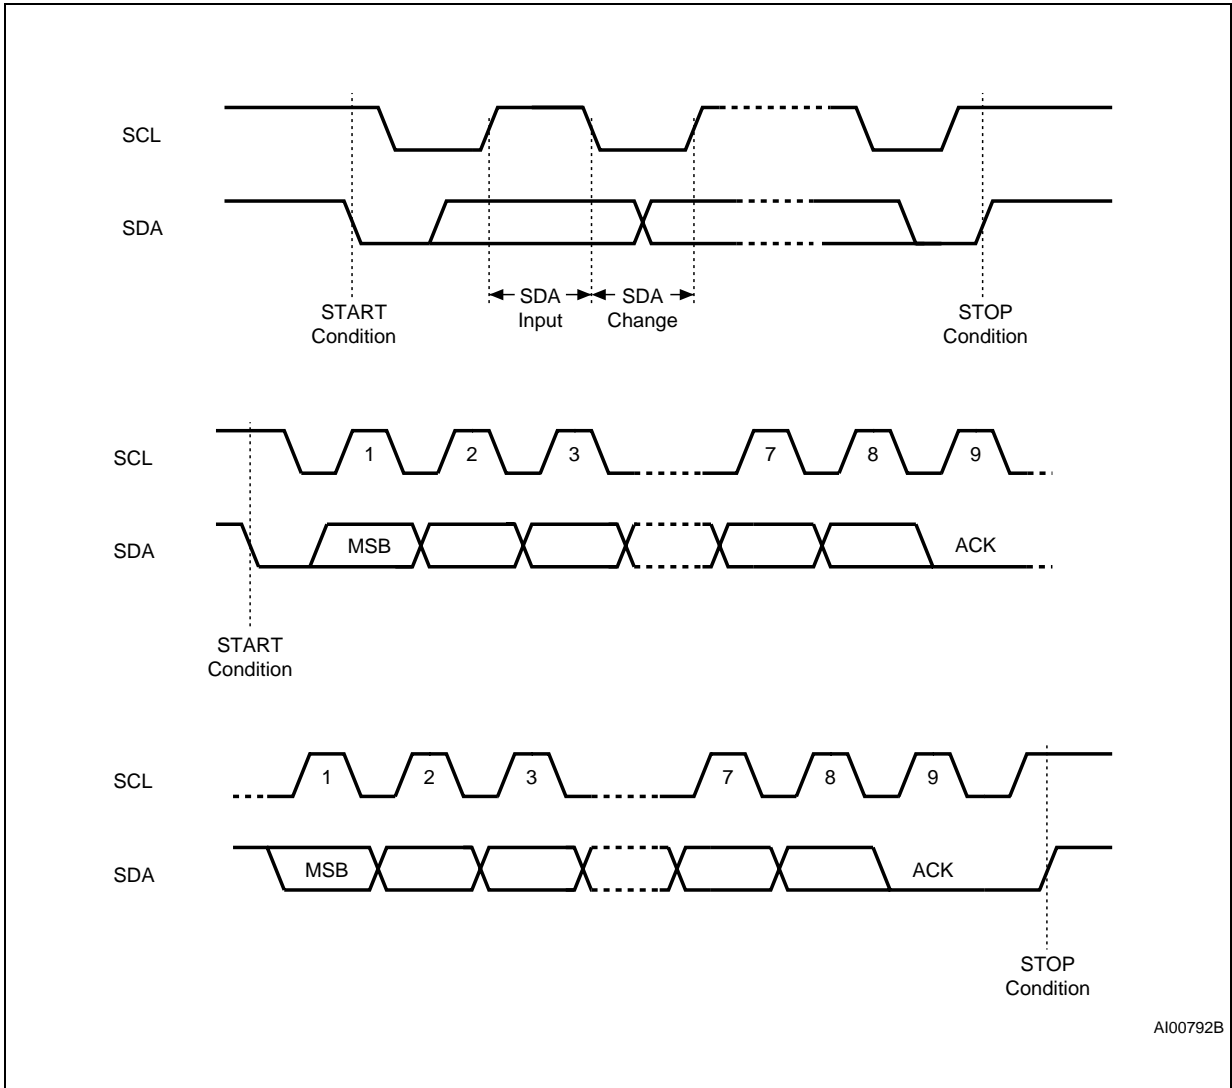 SCL
SDA
START
Condition
SDA
Input
SDA
Change
STOP
Condition
SCL
1 2 3 7 8 9
SDA
MSB ACK
START
Condition
SCL
1 2 3 7 8 9
SDA
MSB ACK
STOP
Condition
AI00792B